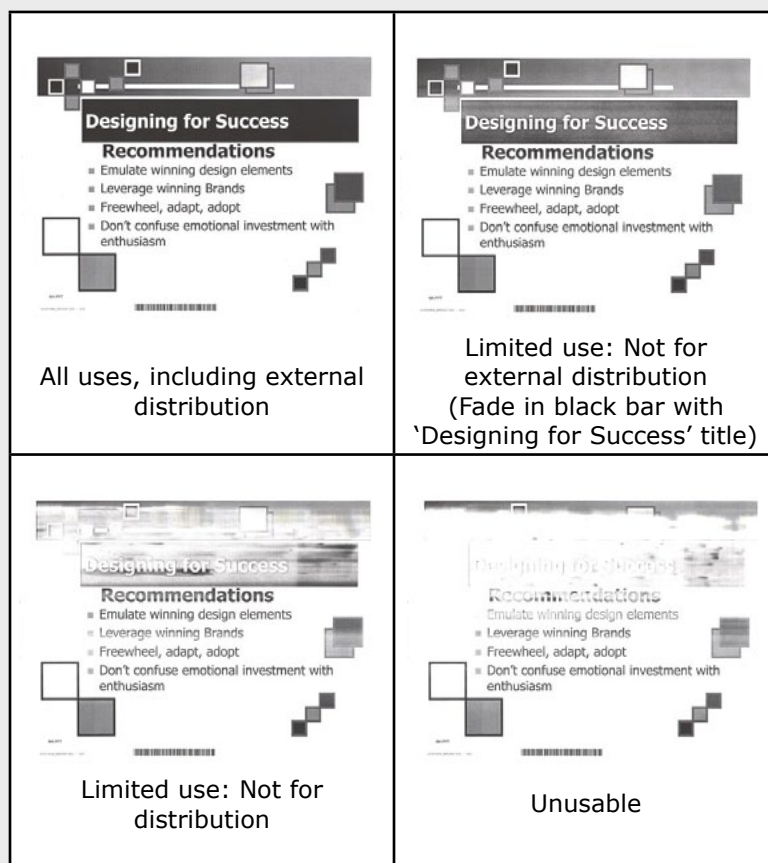 Designing for Success
Recommendations
Emulate winning design elements
Leverage winning Brands
Freewheel, adapt, adopt
Don't confuse emotional investment with
enthusiasm
All uses, including external
distribution
Designing for Success
Recommendations
Emulate winning design elements
Leverage winning Brands
Freewheel, adapt, adopt
Don't confuse emotional investment with
enthusiasm
Limited use: Not for
external distribution
(Fade in black bar with
‘Designing for Success’ title)
Designing for Success
Recommendations
Emulate winning design elements
Leverage winning Brands
Freewheel, adapt, adopt
Don't confuse emotional investment with
enthusiasm
Limited use: Not for
distribution
Designing for Success
Recommendations
Emulate winning design elements
Leverage winning Brands
Freewheel, adapt, adopt
Don't confuse emotional investment with
enthusiasm
Unusable